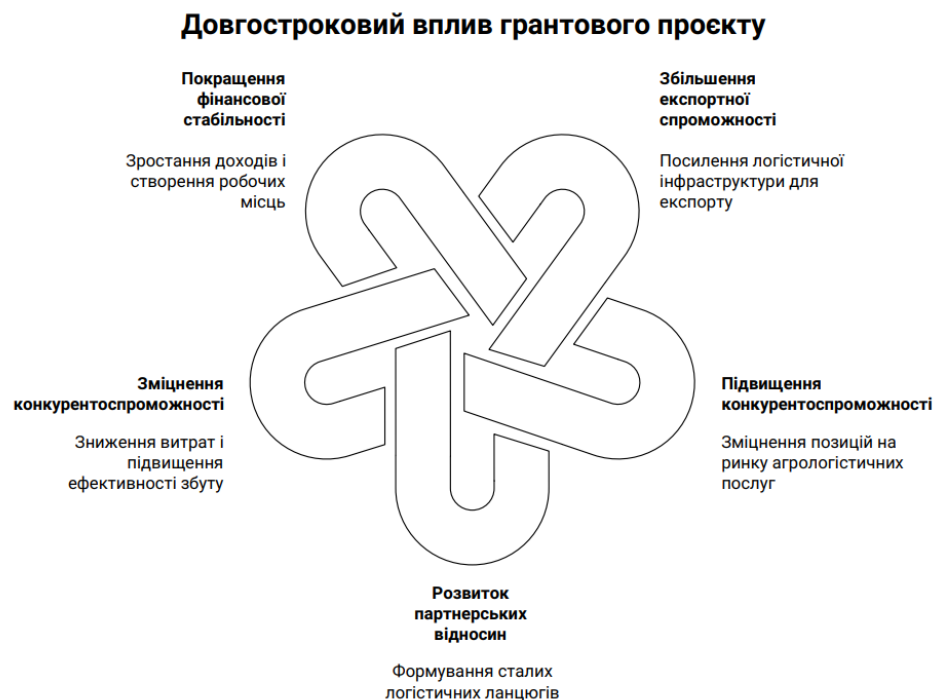 Довгостроковий вплив грантового проєкту
Покращення
фінансової
стабільності
Зростання доходів і
створення робочих
місць
Збільшення
експортної
спроможності
Посилення логістичної
інфраструктури для
експорту
Зміцнення
конкурентоспроможності
Зниження витрат і
підвищення
ефективності збуту
Підвищення
конкурентоспроможності
Зміцнення позицій на
ринку агрологістичних
послуг
Розвиток
партнерських
відносин
Формування сталих
логістичних ланцюгів